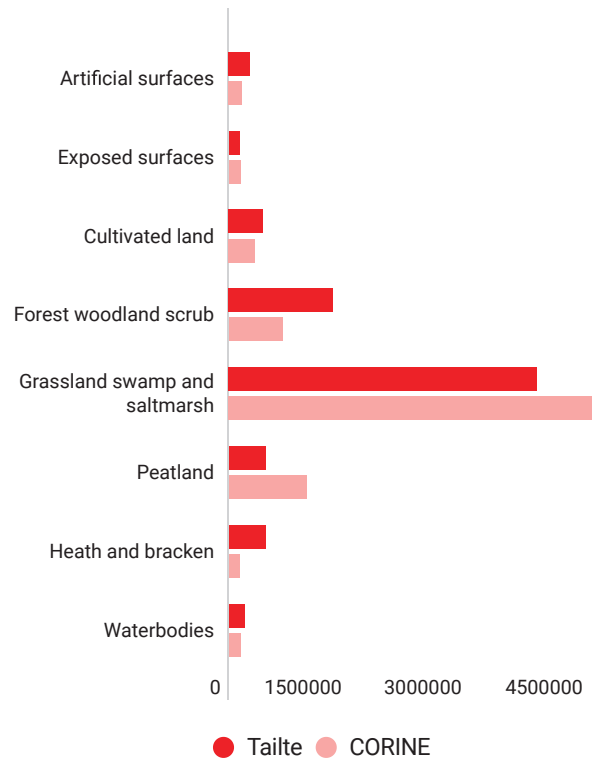 Artificial surfaces
Exposed surfaces
Cultivated land
Forest woodland scrub
Grassland swamp and
saltmarsh
Peatland
Heath and bracken
Waterbodies
0 1500000 3000000 4500000
Tailte CORINE